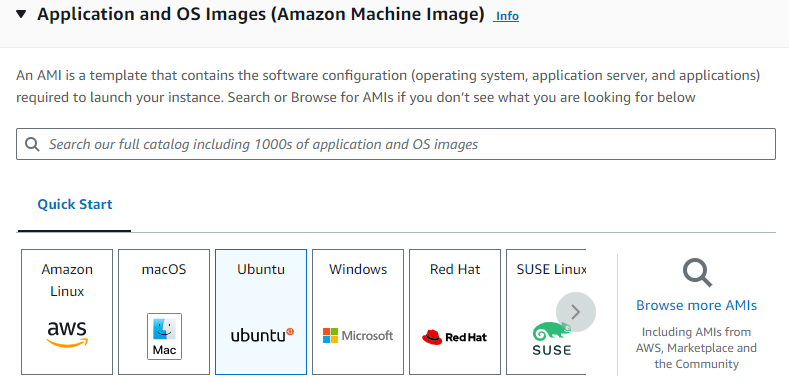 Application and OS Images (Amazon Machine Image) Info
An AMI is a template that contains the software configuration (operating system, application server, and applications)
required to launch your instance. Search or Browse for AMIs if you don’t see what you are looking for below
Search our full catalog including 1000s of application and OS images
Quick Start
Amazon
Linux
aws
macOS
Mac
Ubuntu
ubuntu
Windows
Microsoft
Red Hat
Red Hat
SUSE Linux
SUSE
Browse more AMIs
Including AMIs from
AWS, Marketplace and
the Community